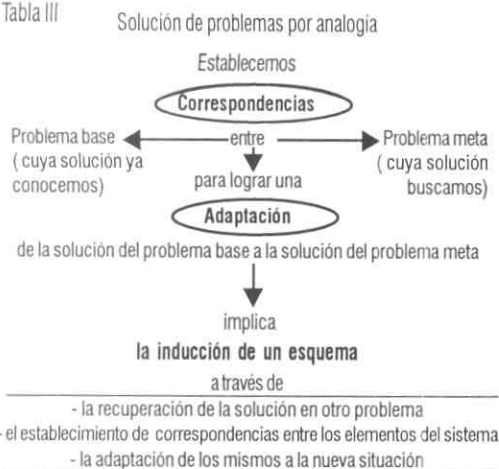 Tabla III
Solución de problemas por analogía
Establecemos
Correspondencias
Problema base entre Problema meta
( cuya solución ya ( cuya solución
conocemos) para lograr una buscamos)
Adaptación
de la solución del problema base a la solución del problema meta
implica
la inducción de un esquema
a través de
- la recuperación de la solución en otro problema
- el establecimiento de correspondencias entre los elementos del sistema
- la adaptación de los mismos a la nueva situación